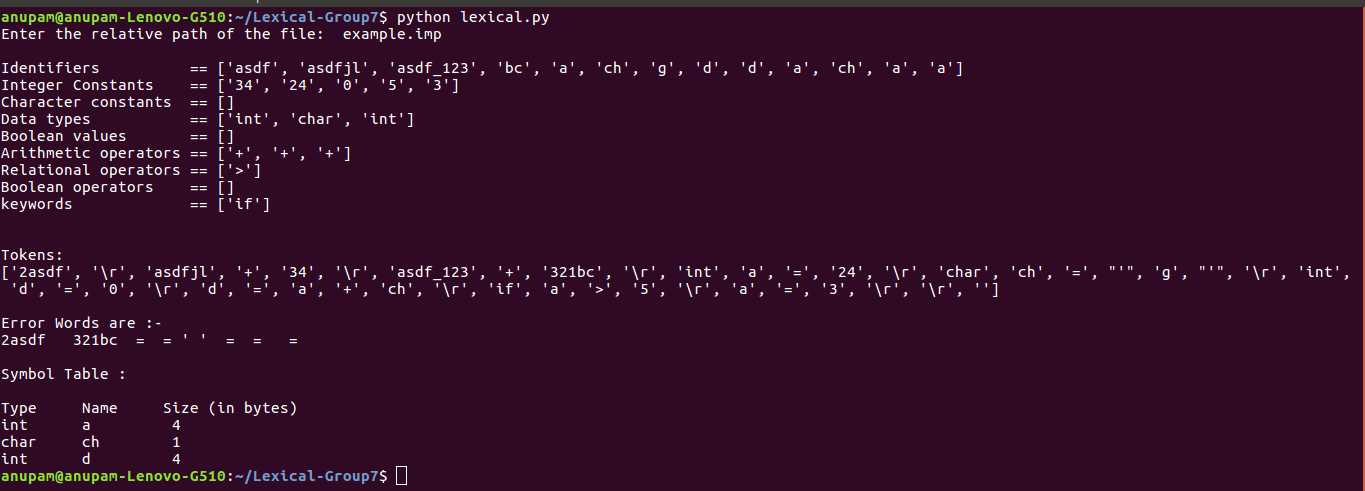 anupam@anupam-Lenovo-G510:~/Lexical-Group7$ python lexical.py
Enter the relative path of the file:  example.imp
Identifiers          == ['asdf', 'asdfjl', 'asdf_123', 'bc', 'a', 'ch', 'g', 'd', 'd', 'a', 'ch', 'a', 'a']
Integer Constants    == ['34', '24', '0', '5', '3']
Character constants  == []
Data types           == ['int', 'char', 'int']
Boolean values       == []
Arithmetic operators == ['+', '+', '+']
Relational operators == ['>']
Boolean operators    == []
keywords             == ['if']
Tokens:
['2asdf', '\r', 'asdfjl', '+', '34', '\r', 'asdf_123', '+', '321bc', '\r', 'int', 'a', '=', '24', '\r', 'char', 'ch', '=', "'", 'g', "'", '\r', 'int',
 'd', '=', '0', '\r', 'd', '=', 'a', '+', 'ch', '\r', 'if', 'a', '>', '5', '\r', 'a', '=', '3', '\r', '\r', '']
Error Words are :-
2asdf   321bc  =  = ' '  =  =   =
Symbol Table :
Type     Name     Size (in bytes)
int      a         4
char     ch        1
int      d         4
anupam@anupam-Lenovo-G510:~/Lexical-Group7$